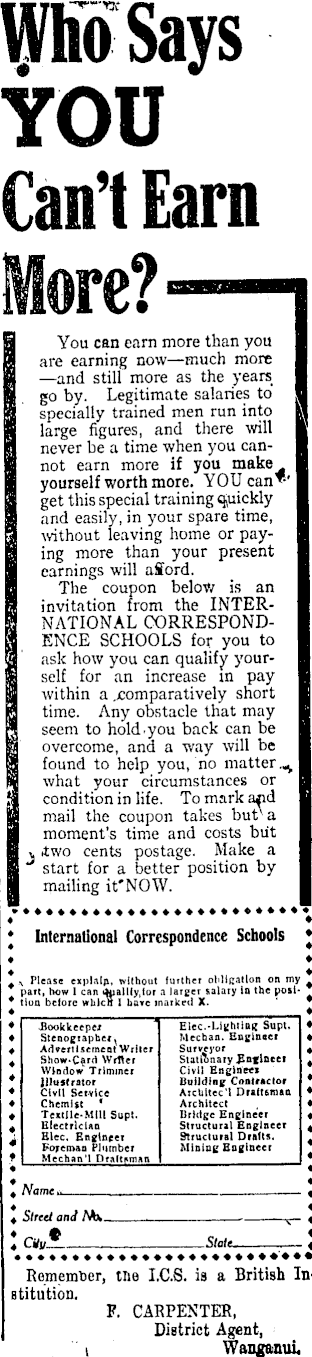 Who Says
YOU
Can't Earn
More?
You can earn more than you
are earning now—much more
—and still more as the years
go by. Legitimate salaries to
specially trained men run into
large figures, and there will
never be a time when you can-
not earn more if you make
yourself worth more. YOU can
get this special training quickly
and easily, in your spare time,
without leaving home or pay-
ing more than your present
earnings will afford.
The coupon below is an
invitation from the INTER-
NATIONAL CORRESPOND-
ENCE SCHOOLS for you to
ask how you can qualify your-
self for an increase in pay
within a comparatively short
time. Any obstacle that may
seem to hold you back can be
overcome, and a way will be
found to help you, no matter
what your circumstances or
condition in life. To mark and
mail the coupon takes but a
moment's time and costs but
two cents postage. Make a
start for a better position by
mailing it NOW.
International Correspondence Schools
Please explain, without further obligation on my
part, how I can qualify for a larger salary in the posi-
tion before which I have marked X.
Bookkeeper
Stenographer
Advertisement Writer
Show-Card Writer
Window Trimmer
Illustrator
Civil Service
Chemist
Textile-Mill Supt.
Electrician
Elec. Engineer
Foreman Plumber
Mechan'l Draftsman
Elec.-Lighting Supt.
Mechan. Engineer
Surveyor
Stationary Engineer
Civil Engineer
Building Contractor
Architec'l Draftsman
Architect
Bridge Engineer
Structural Engineer
Structural Drafts.
Mining Engineer
Name
Street and No.
City State
Remember, the I.C.S. is a British In-
stitution.
F. CARPENTER,
District Agent,
Wanganui.